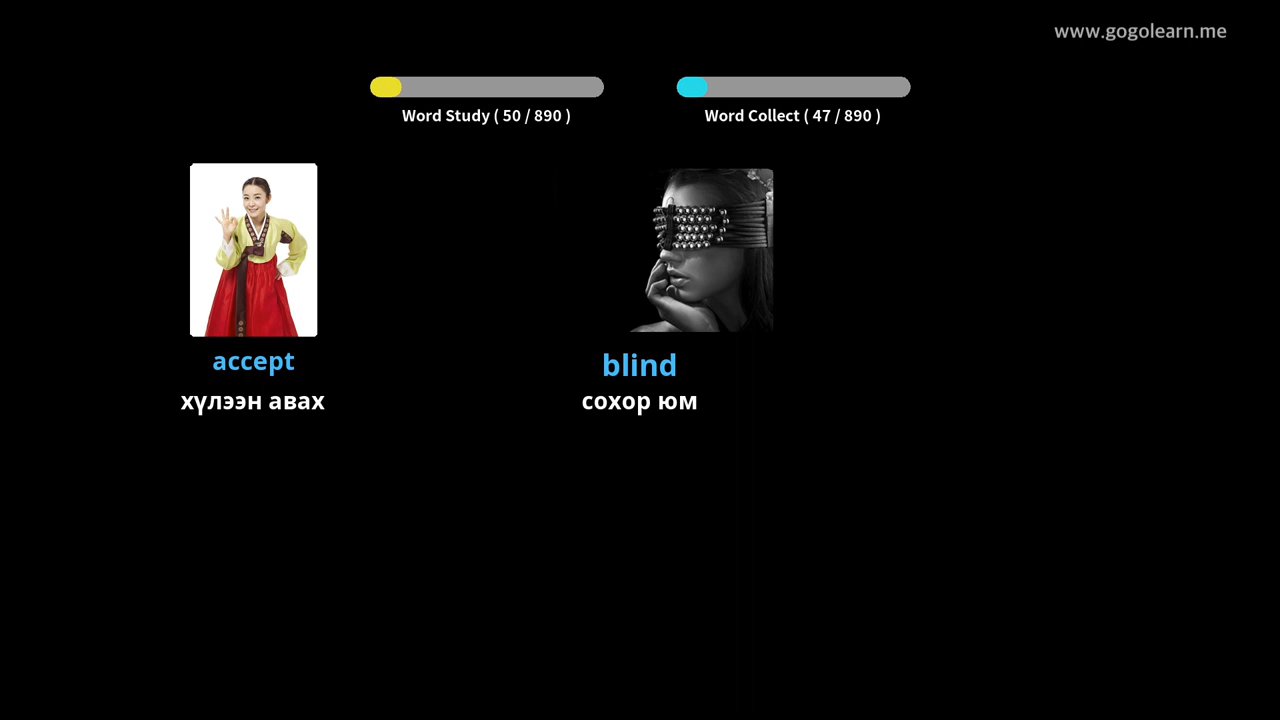 www.gogolearn.me
Word Study ( 50 / 890 )
Word Collect ( 47 / 890 )
accept
хүлээн авах
blind
сохор юм